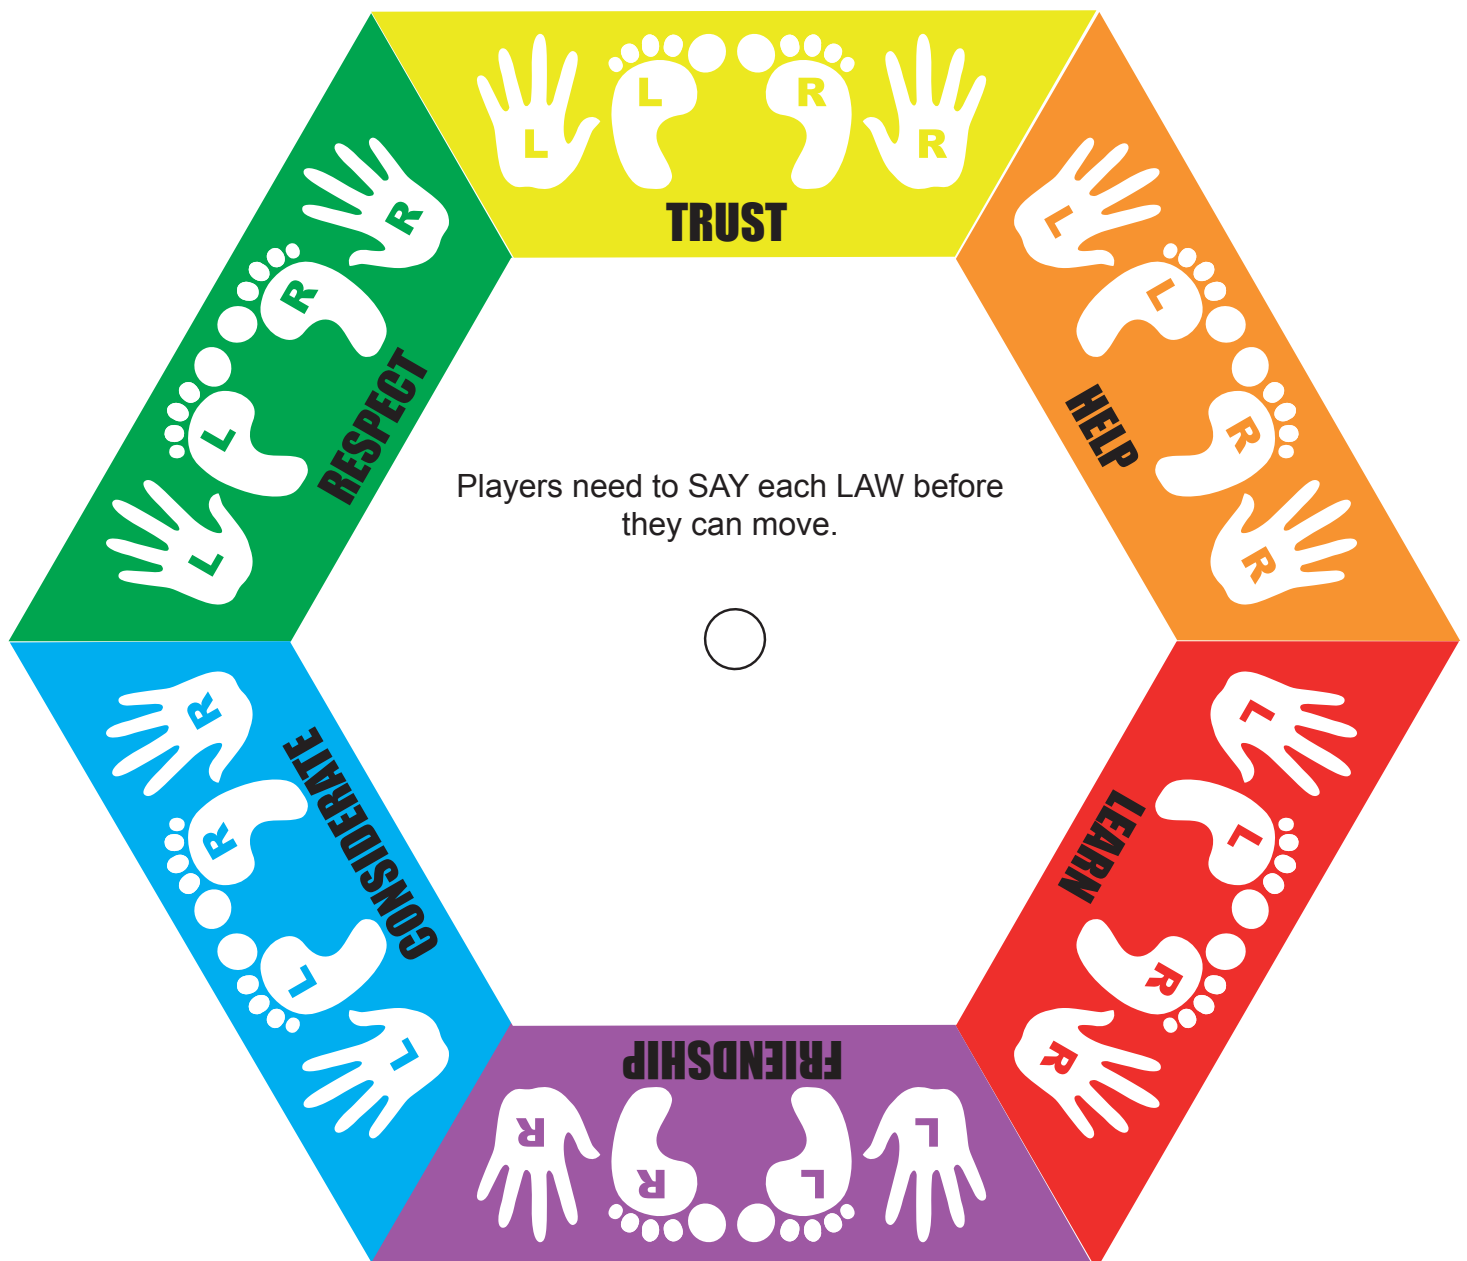 L L R R
TRUST
L
L
R
R
HELP
L
L
R
R
LEARN
L
L
R
R
FRIENDSHIP
L
L
R
R
CONSIDERATE
L
L
R
R
RESPECT
Players need to SAY each LAW before
they can move.